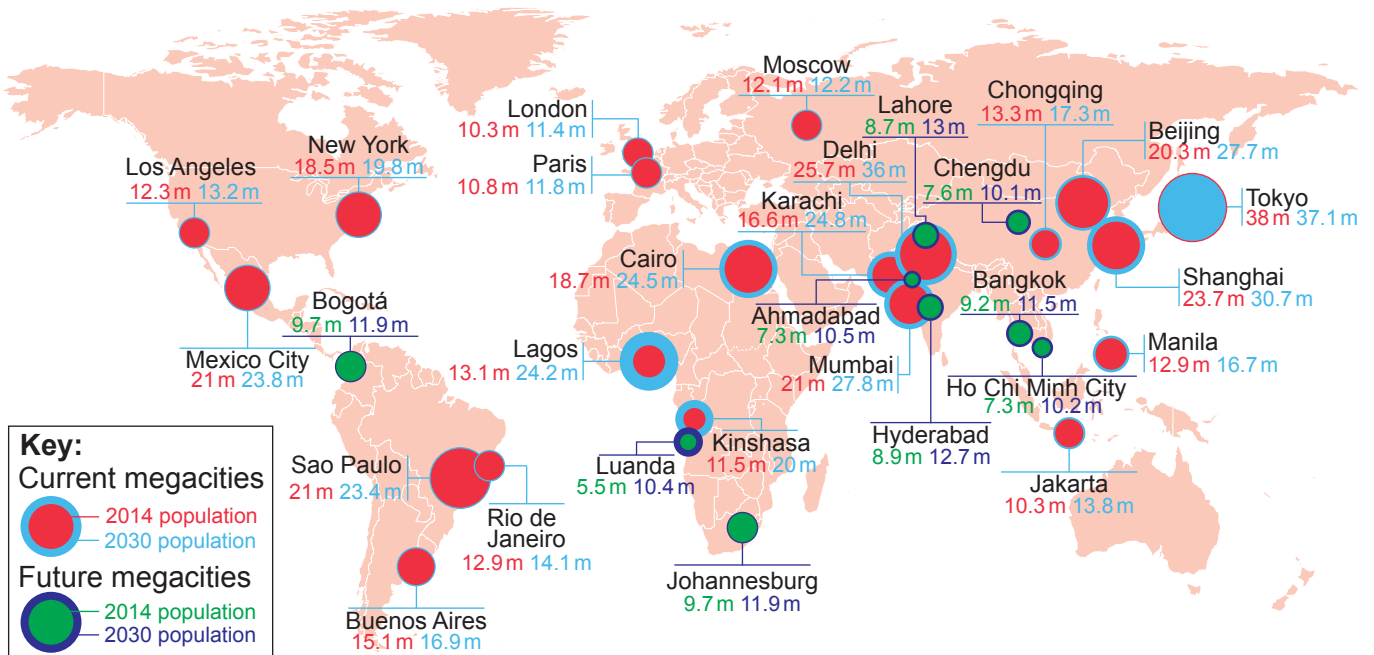 Moscow
12.1 m 12.2 m
London
10.3 m 11.4 m
Lahore
8.7 m 13 m
Chongqing
13.3 m 17.3 m
Beijing
20.3 m 27.7 m
New York
18.5 m 19.8 m
Los Angeles
12.3 m 13.2 m
Paris
10.8 m 11.8 m
Delhi
25.7 m 36 m
Chengdu
7.6 m 10.1 m
Tokyo
38 m 37.1 m
Karachi
16.6 m 24.8 m
Cairo
18.7 m 24.5 m
Shanghai
23.7 m 30.7 m
Bangkok
9.2 m 11.5 m
Bogotá
9.7 m 11.9 m
Ahmadabad
7.3 m 10.5 m
Mexico City
21 m 23.8 m
Lagos
13.1 m 24.2 m
Mumbai
21 m 27.8 m
Manila
12.9 m 16.7 m
Ho Chi Minh City
7.3 m 10.2 m
Key:
Current megacities
2014 population
2030 population
Future megacities
2014 population
2030 population
Sao Paulo
21 m 23.4 m
Rio de
Janeiro
12.9 m 14.1 m
Luanda
5.5 m 10.4 m
Kinshasa
11.5 m 20 m
Hyderabad
8.9 m 12.7 m
Jakarta
10.3 m 13.8 m
Johannesburg
9.7 m 11.9 m
Buenos Aires
15.1 m 16.9 m